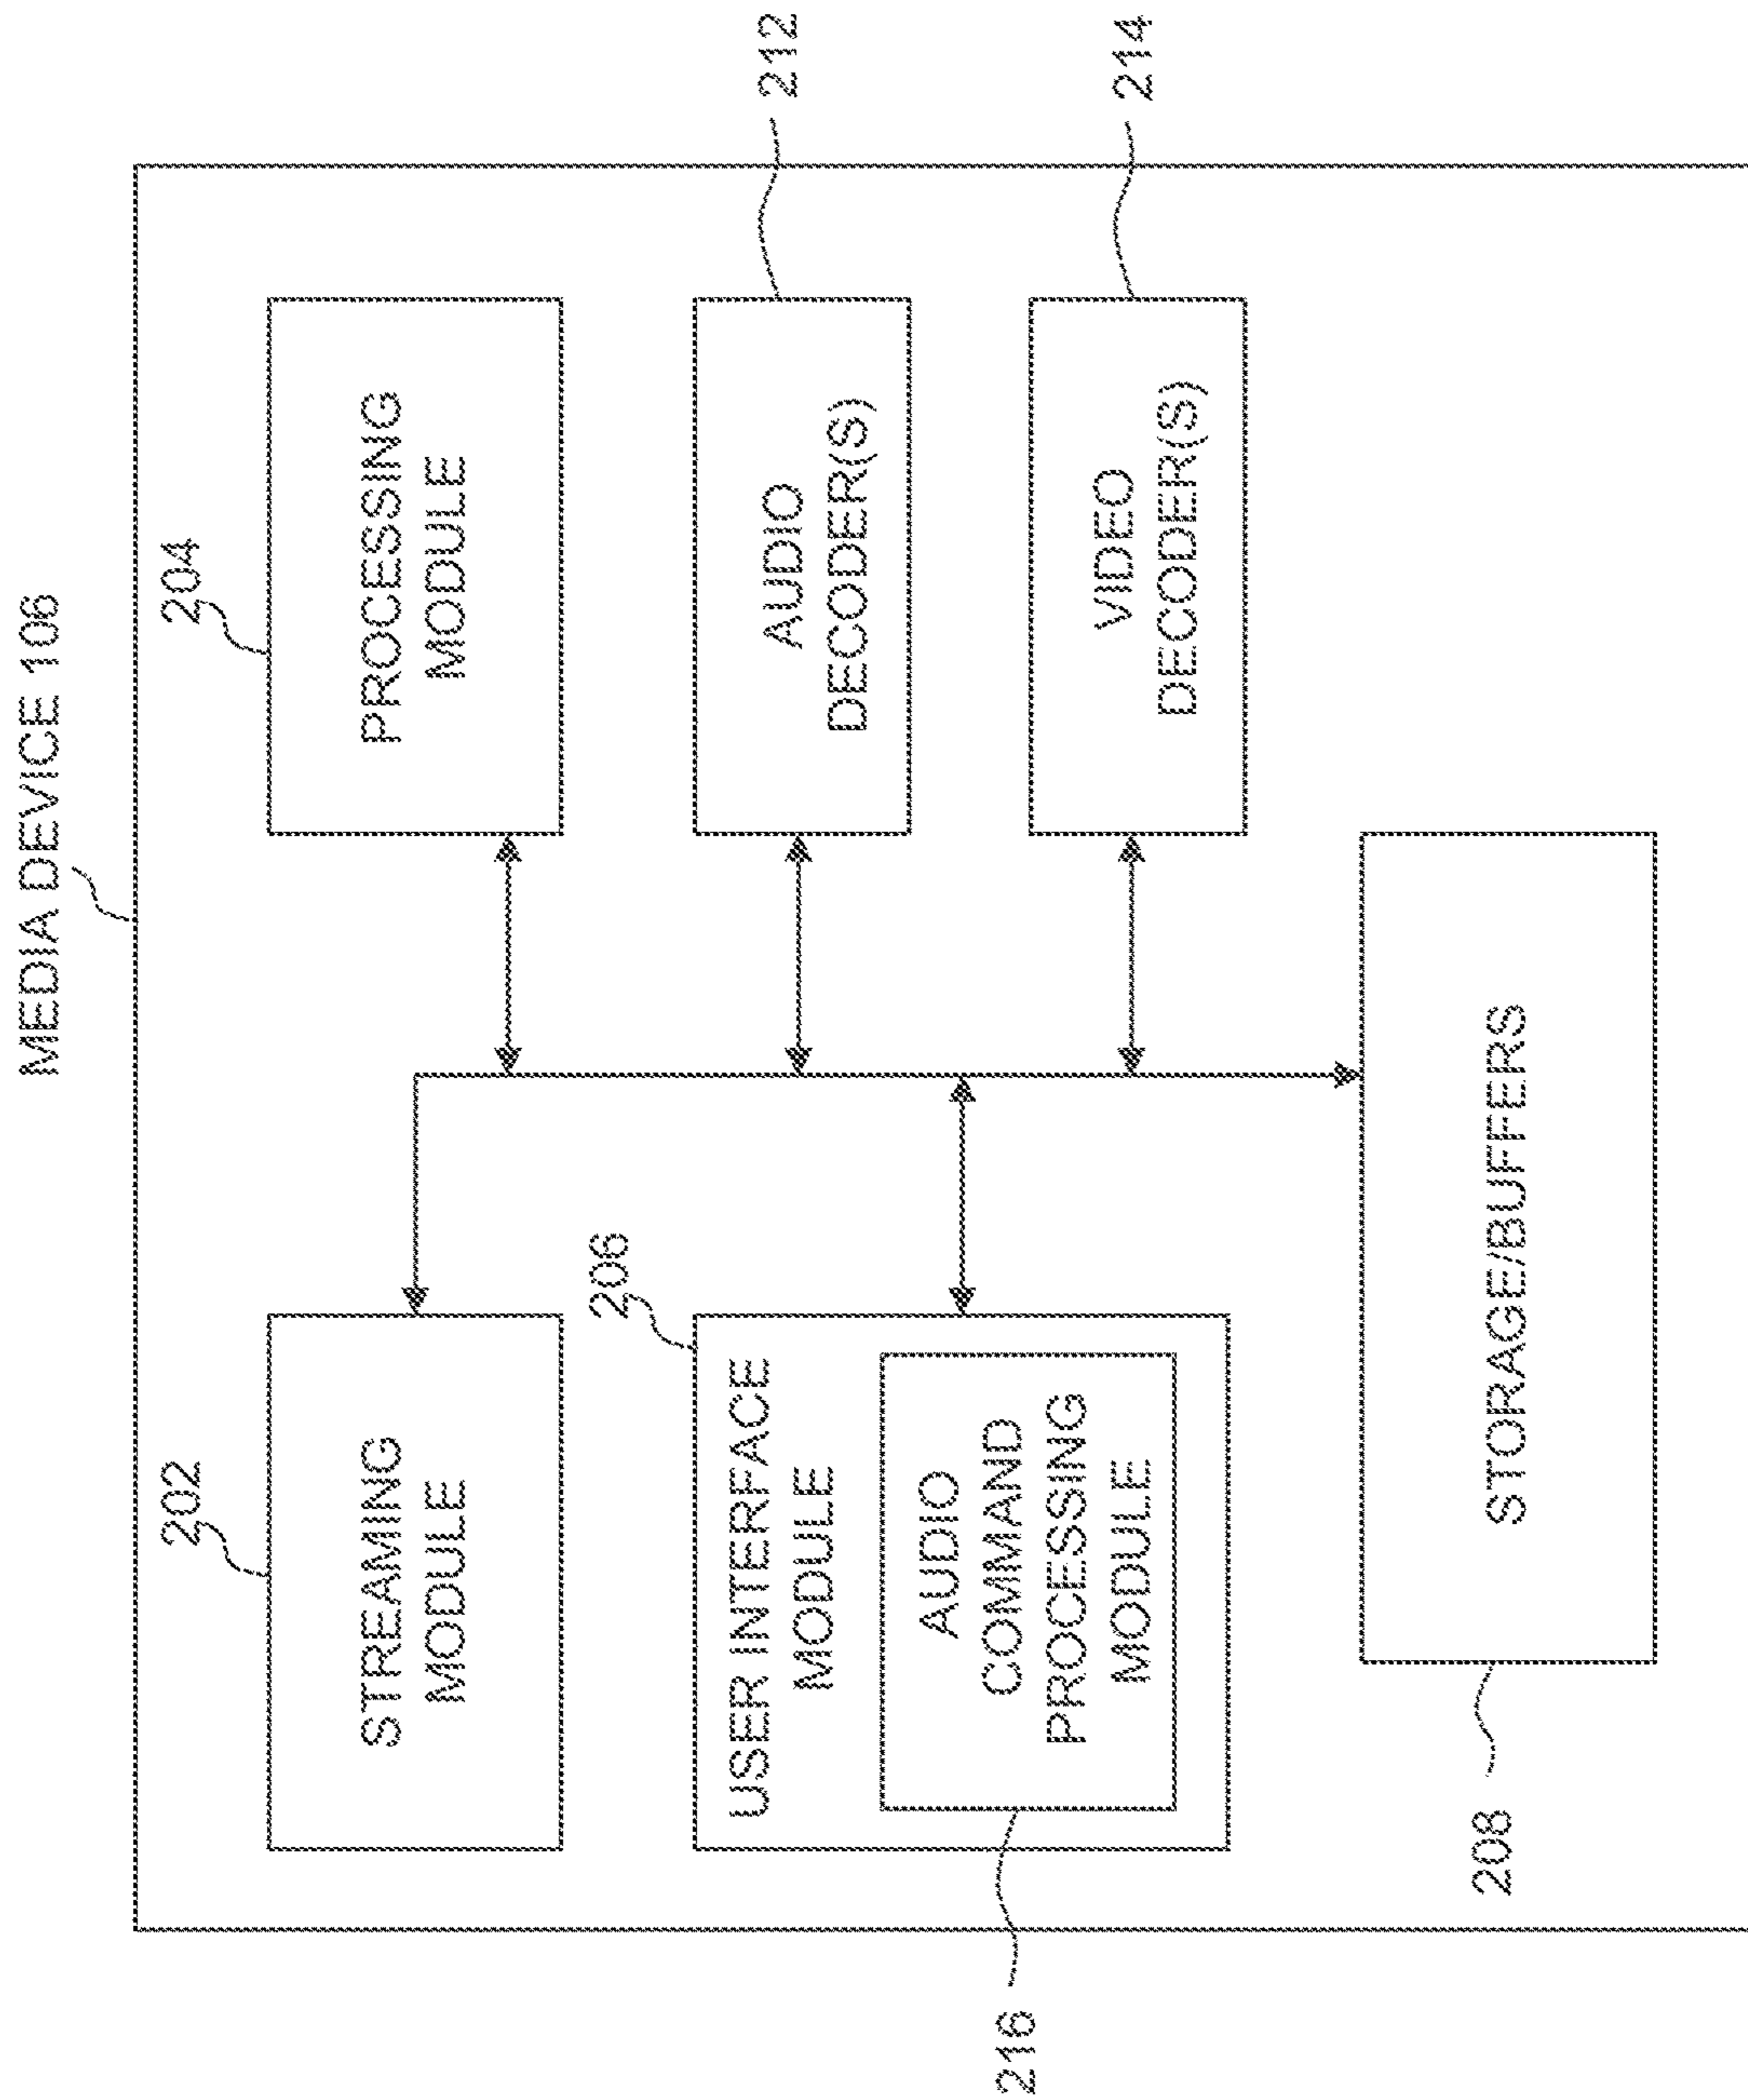 MEDIA DEVICE 106
202
STREAMING
MODULE
204
PROCESSING
MODULE
206
USER INTERFACE
MODULE
AUDIO
COMMAND
PROCESSING
MODULE
216
AUDIO
DECODER(S)
212
VIDEO
DECODER(S)
214
STORAGE/BUFFERS
208